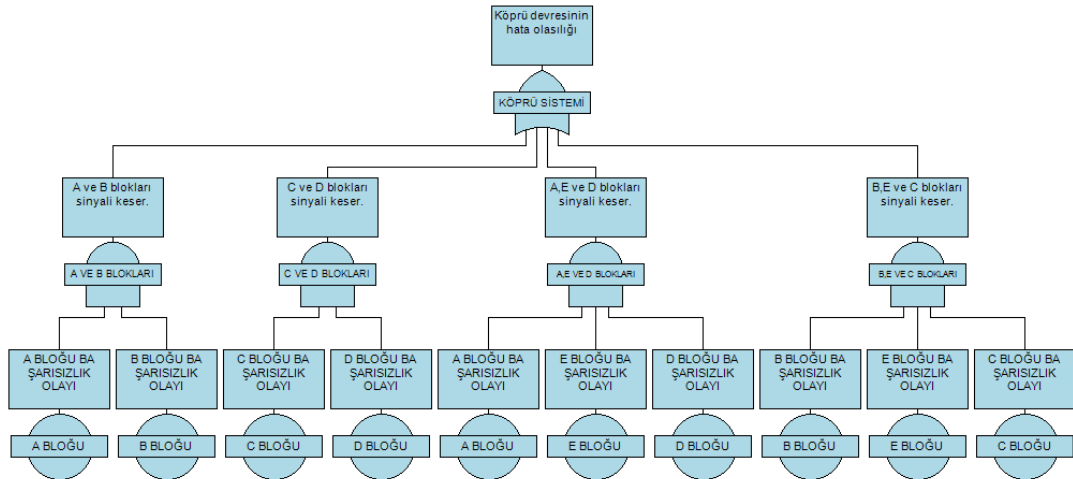 Köprü devresinin
hata olasılığı
KÖPRÜ SİSTEMİ
A ve B blokları
sinyali keser.
C ve D blokları
sinyali keser.
A,E ve D blokları
sinyali keser.
B,E ve C blokları
sinyali keser.
A VE B BLOKLARI
C VE D BLOKLARI
A,E VE D BLOKLARI
B,E VE C BLOKLARI
A BLOĞU BA
ŞARISIZLIK
OLAYI
B BLOĞU BA
ŞARISIZLIK
OLAYI
C BLOĞU BA
ŞARISIZLIK
OLAYI
D BLOĞU BA
ŞARISIZLIK
OLAYI
A BLOĞU BA
ŞARISIZLIK
OLAYI
E BLOĞU BA
ŞARISIZLIK
OLAYI
D BLOĞU BA
ŞARISIZLIK
OLAYI
B BLOĞU BA
ŞARISIZLIK
OLAYI
E BLOĞU BA
ŞARISIZLIK
OLAYI
C BLOĞU BA
ŞARISIZLIK
OLAYI
A BLOĞU
B BLOĞU
C BLOĞU
D BLOĞU
A BLOĞU
E BLOĞU
D BLOĞU
B BLOĞU
E BLOĞU
C BLOĞU